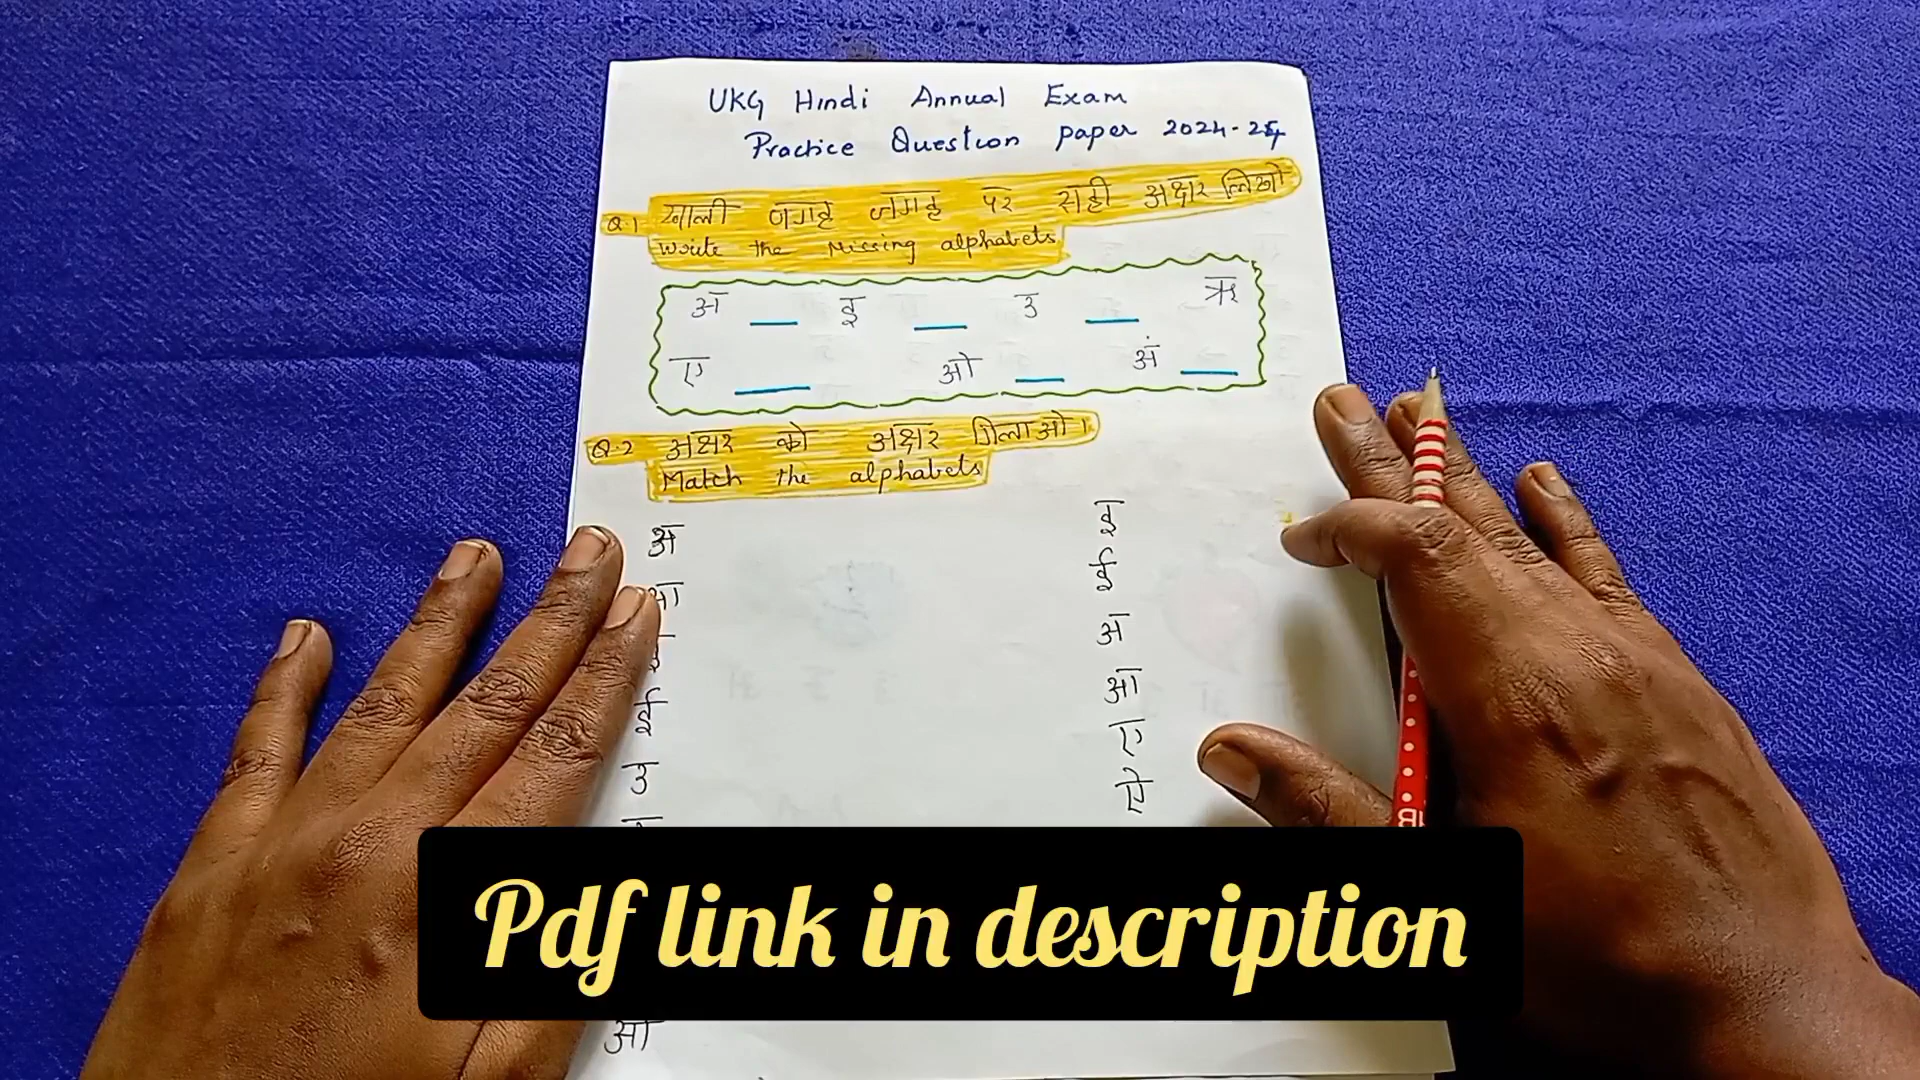 UKG Hindi Annual Exam
Practice Question paper 2024-25
Q.1 खाली जगह जगह पर सही अक्षर लिखो
Write the Missing alphabets
अ __ इ __ उ __ ऋ
ए __ ओ __ अं __
Q.2 अक्षर को अक्षर मिलाओ।
Match the alphabets
अ इ
आ ई
अ
ई आ
उ ए
ऐ
Pdf link in description